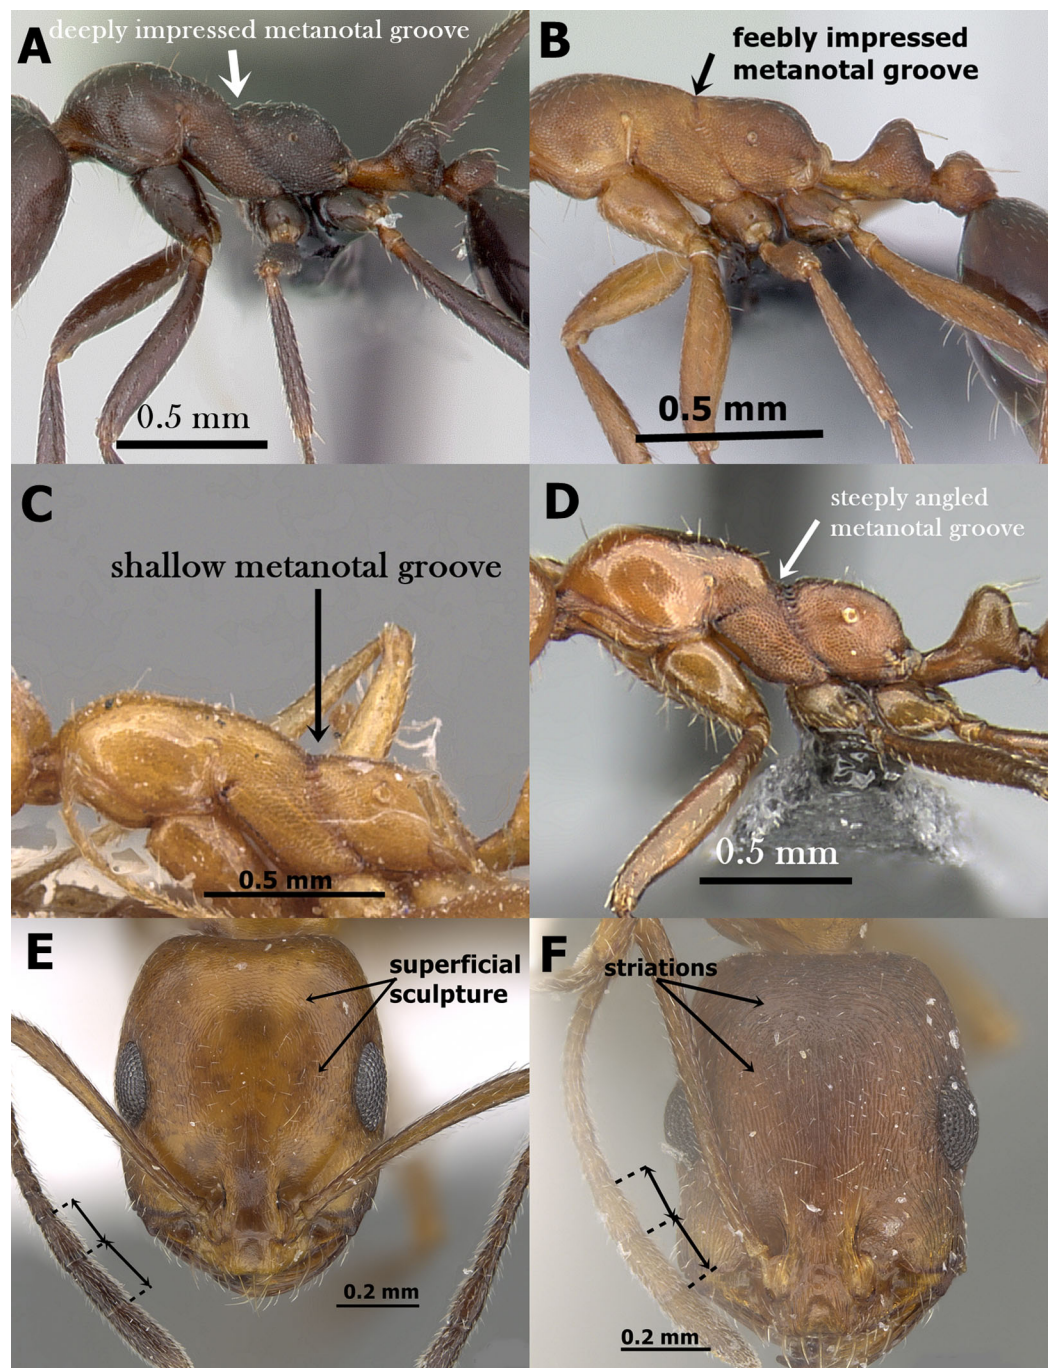 A
deeply impressed metanotal groove
0.5 mm
B
feebly impressed
metanotal groove
0.5 mm
C
shallow metanotal groove
0.5 mm
D
steeply angled
metanotal groove
0.5 mm
E
superficial
sculpture
0.2 mm
F
striations
0.2 mm